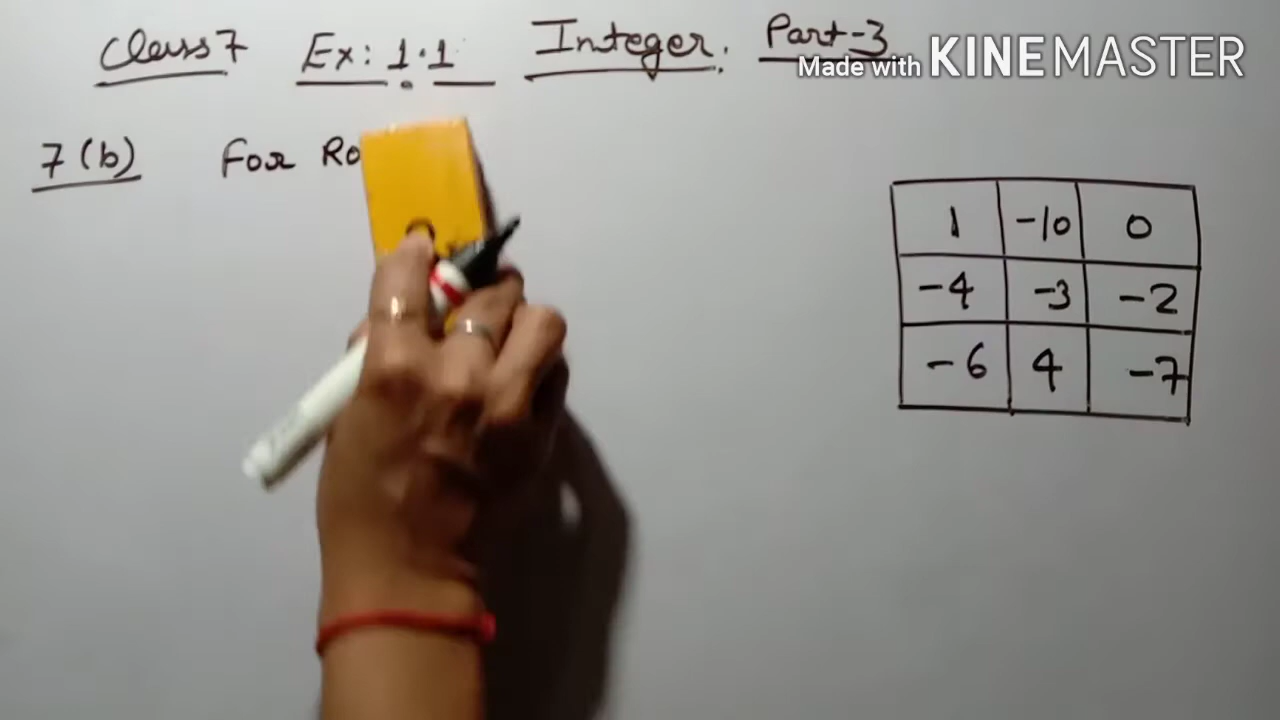 Class 7 Ex: 1.1 Integer. Part-3
Made with KINEMASTER
7 (b) For Ro
1 -10 0
-4 -3 -2
-6 4 -7